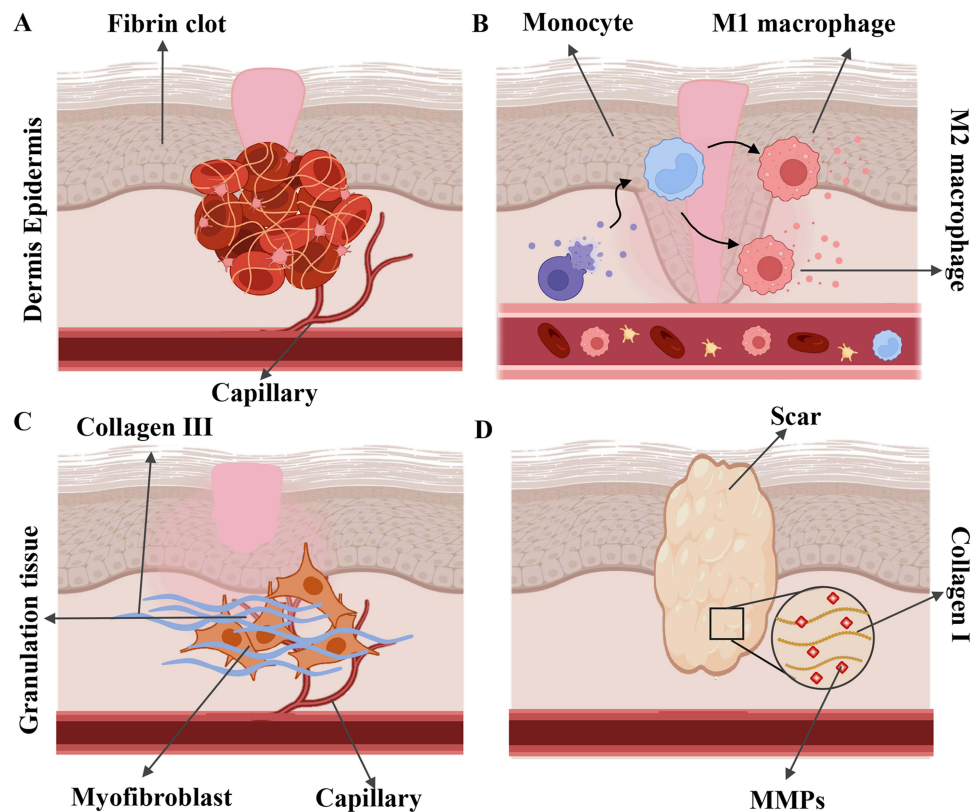 A
Fibrin clot
Dermis Epidermis
Capillary
B
Monocyte
M1 macrophage
M2 macrophage
C
Collagen III
Granulation tissue
Myofibroblast
Capillary
D
Scar
Collagen I
MMPs